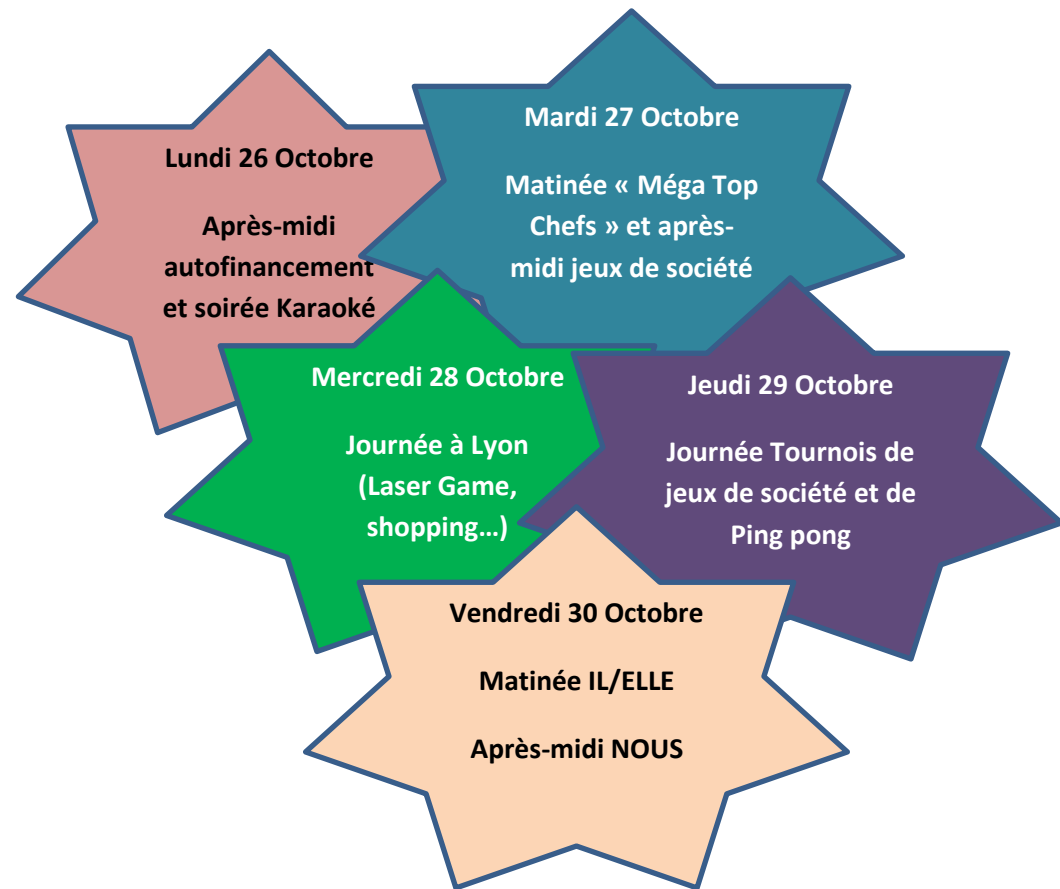 Lundi 26 Octobre
Après-midi
autofinancement
et soirée Karaoké
Mardi 27 Octobre
Matinée « Méga Top
Chefs » et après-
midi jeux de société
Mercredi 28 Octobre
Journée à Lyon
(Laser Game,
shopping…)
Jeudi 29 Octobre
Journée Tournois de
jeux de société et de
Ping pong
Vendredi 30 Octobre
Matinée IL/ELLE
Après-midi NOUS